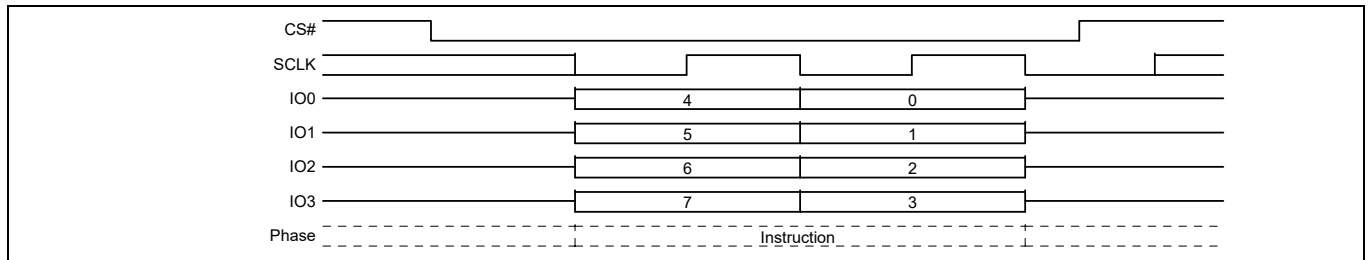 CS#
SCLK
IO0 4 0
IO1 5 1
IO2 6 2
IO3 7 3
Phase Instruction